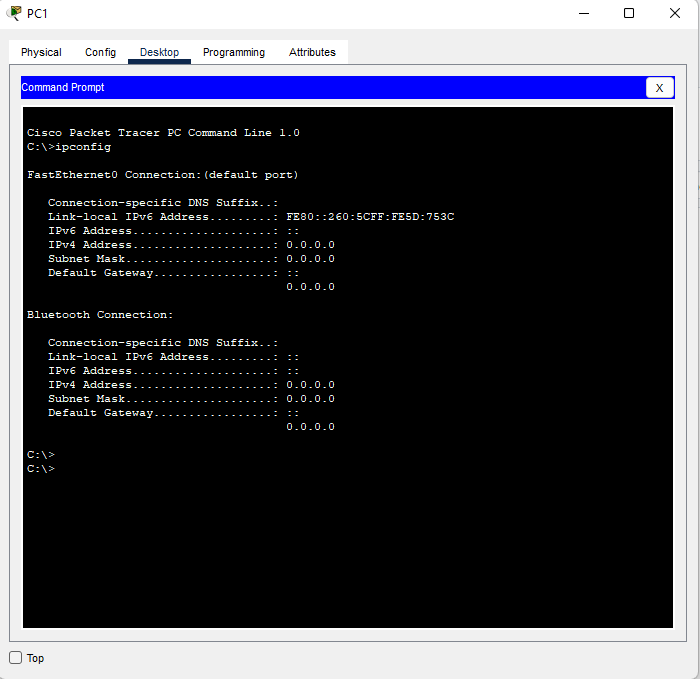 PC1
Physical Config Desktop Programming Attributes
Command Prompt X
Cisco Packet Tracer PC Command Line 1.0
C:\>ipconfig
FastEthernet0 Connection:(default port)
Connection-specific DNS Suffix..:
Link-local IPv6 Address.........: FE80::260:5CFF:FE5D:753C
IPv6 Address....................: ::
IPv4 Address....................: 0.0.0.0
Subnet Mask.....................: 0.0.0.0
Default Gateway.................: ::
0.0.0.0
Bluetooth Connection:
Connection-specific DNS Suffix..:
Link-local IPv6 Address.........: ::
IPv6 Address....................: ::
IPv4 Address....................: 0.0.0.0
Subnet Mask.....................: 0.0.0.0
Default Gateway.................: ::
0.0.0.0
C:\>
C:\>
Top